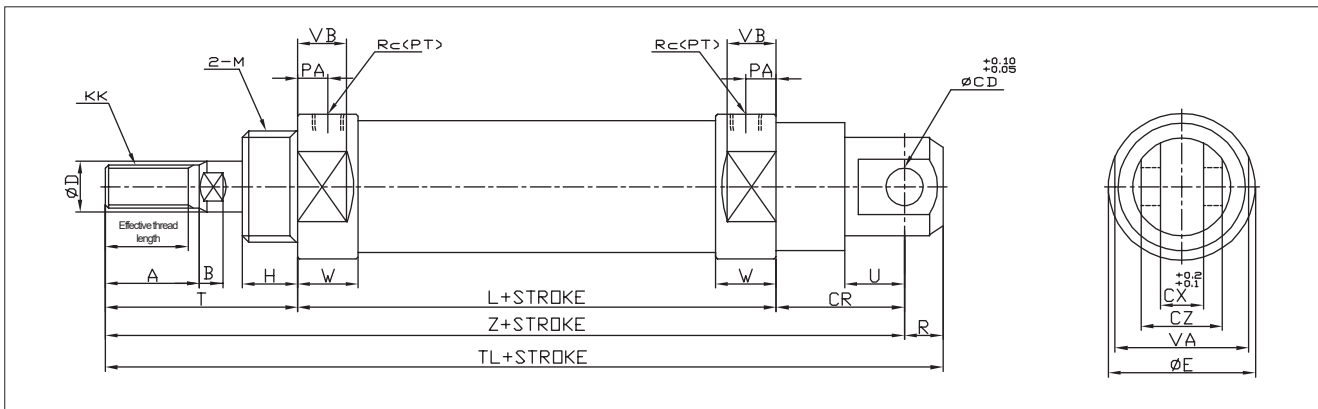 VB
Rc(PT)
Rc(PT)
VB
+0.10
+0.05
2-M
PA
PA
øCD
KK
øD
Effective thread
length
A
B
H
W
W
U
+0.2
+0.1
T
L+STROKE
CR
CX
Z+STROKE
R
CZ
VA
TL+STROKE
øE